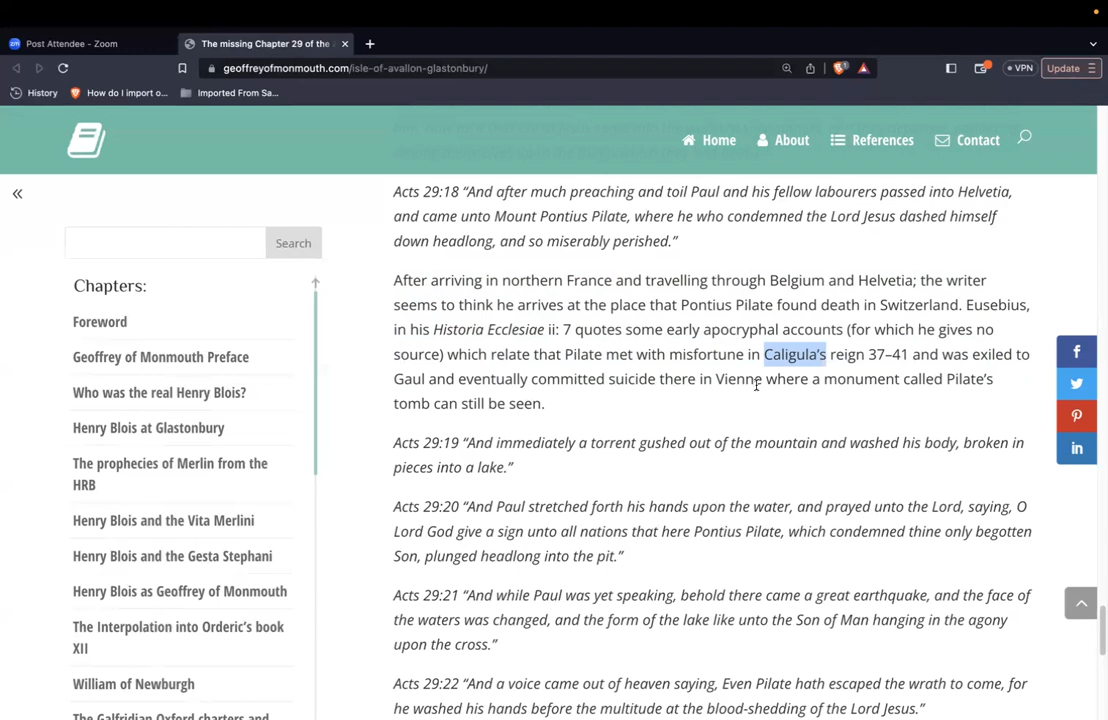 Post Attendee - Zoom
The missing Chapter 29 of the
geoffreyofmonmouth.com/isle-of-avallon-glastonbury/
VPN
Update
History
How do I import o...
Imported From Sa...
Home
About
References
Contact
Search
Chapters:
Foreword
Geoffrey of Monmouth Preface
Who was the real Henry Blois?
Henry Blois at Glastonbury
The prophecies of Merlin from the
HRB
Henry Blois and the Vita Merlini
Henry Blois and the Gesta Stephani
Henry Blois as Geoffrey of Monmouth
The Interpolation into Orderic's book
XII
William of Newburgh
The Galfridian Oxford charters and
Acts 29:18 “And after much preaching and toil Paul and his fellow labourers passed into Helvetia,
and came unto Mount Pontius Pilate, where he who condemned the Lord Jesus dashed himself
down headlong, and so miserably perished.”
After arriving in northern France and travelling through Belgium and Helvetia; the writer
seems to think he arrives at the place that Pontius Pilate found death in Switzerland. Eusebius,
in his Historia Ecclesiae ii: 7 quotes some early apocryphal accounts (for which he gives no
source) which relate that Pilate met with misfortune in Caligula’s reign 37–41 and was exiled to
Gaul and eventually committed suicide there in Vienne where a monument called Pilate’s
tomb can still be seen.
Acts 29:19 “And immediately a torrent gushed out of the mountain and washed his body, broken in
pieces into a lake.”
Acts 29:20 “And Paul stretched forth his hands upon the water, and prayed unto the Lord, saying, O
Lord God give a sign unto all nations that here Pontius Pilate, which condemned thine only begotten
Son, plunged headlong into the pit.”
Acts 29:21 “And while Paul was yet speaking, behold there came a great earthquake, and the face of
the waters was changed, and the form of the lake like unto the Son of Man hanging in the agony
upon the cross.”
Acts 29:22 “And a voice came out of heaven saying, Even Pilate hath escaped the wrath to come, for
he washed his hands before the multitude at the blood-shedding of the Lord Jesus.”